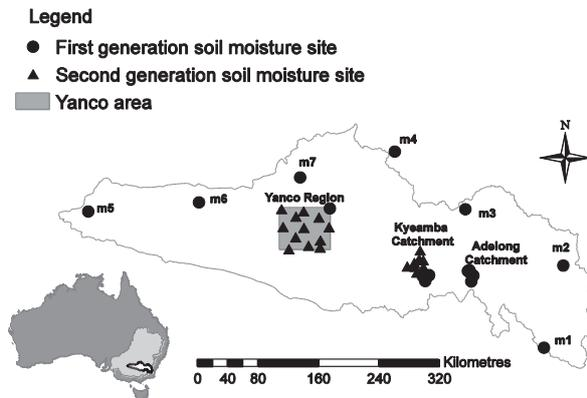 Legend
First generation soil moisture site
Second generation soil moisture site
Yanco area
N
m4
m7
m6
m5
Yanco Region
m3
Kyeamba
Catchment
Adelong
Catchment
m2
m1
Kilometres
0 20 40 80 160 240 320